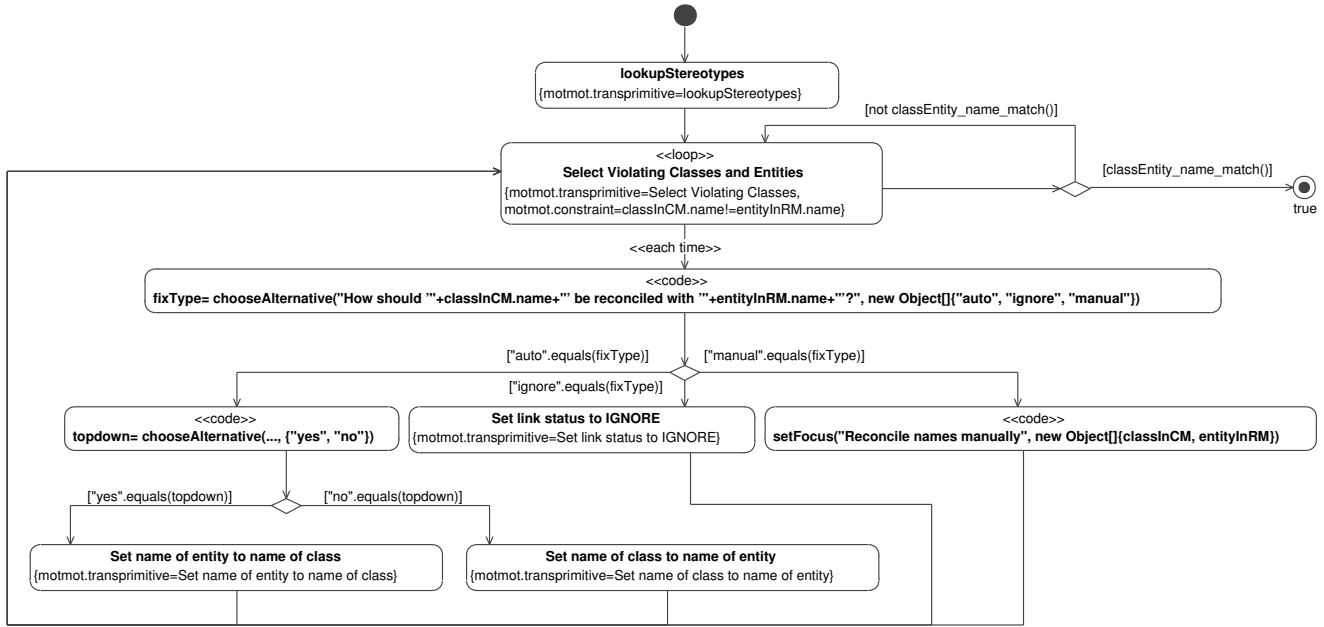 lookupStereotypes
{motmot.transprimitive=lookupStereotypes}
[not classEntity_name_match()]
<<loop>>
Select Violating Classes and Entities
{motmot.transprimitive=Select Violating Classes,
motmot.constraint=classInCM.name!=entityInRM.name}
[classEntity_name_match()]
true
<<each time>>
<<code>>
fixType= chooseAlternative("How should '"+classInCM.name+"' be reconciled with '"+entityInRM.name+"'?", new Object[]{"auto", "ignore", "manual"})
["auto".equals(fixType)]
["manual".equals(fixType)]
["ignore".equals(fixType)]
<<code>>
topdown= chooseAlternative(..., {"yes", "no"})
Set link status to IGNORE
{motmot.transprimitive=Set link status to IGNORE}
<<code>>
setFocus("Reconcile names manually", new Object[]{classInCM, entityInRM})
["yes".equals(topdown)]
["no".equals(topdown)]
Set name of entity to name of class
{motmot.transprimitive=Set name of entity to name of class}
Set name of class to name of entity
{motmot.transprimitive=Set name of class to name of entity}